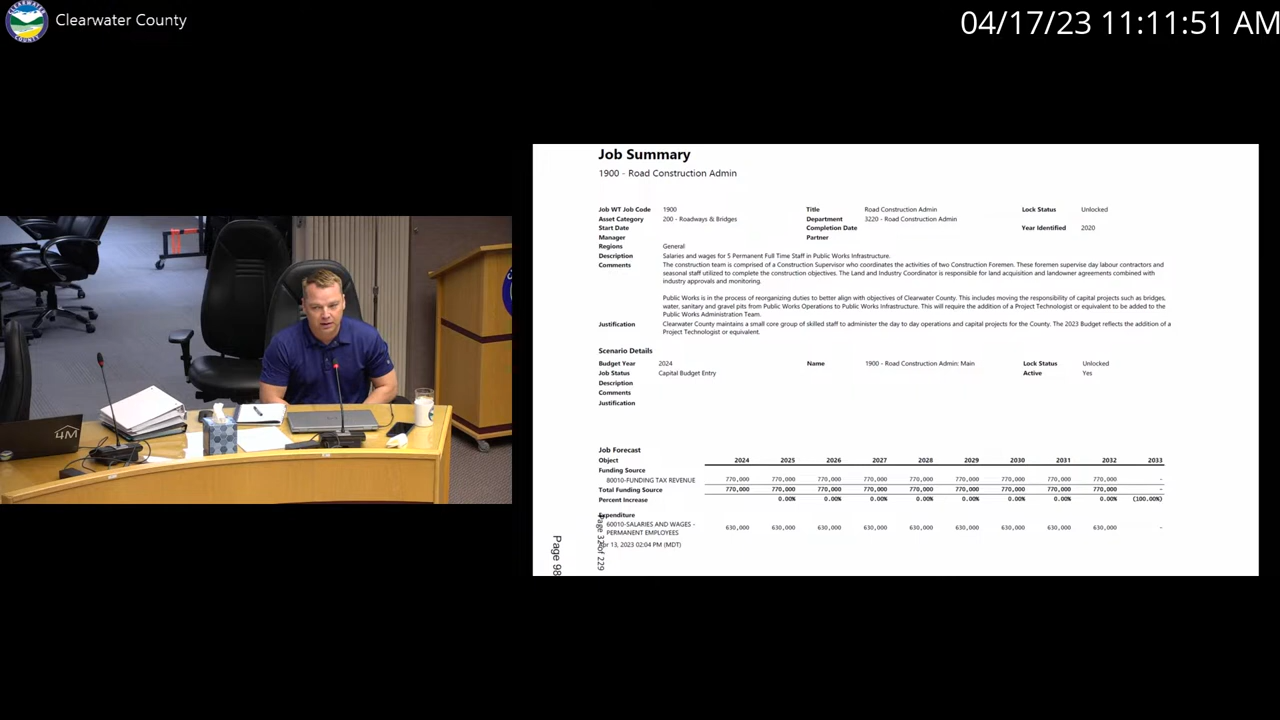 Clearwater County
04/17/23 11:11:51 AM
4M
Job Summary
1900 - Road Construction Admin
Job WT Job Code 1900 Title Road Construction Admin Lock Status Unlocked
Asset Category 200 - Roadways & Bridges Department 3220 - Road Construction Admin
Start Date Completion Date Year Identified 2020
Manager Partner
Regions General
Description Salaries and wages for 5 Permanent Full Time Staff in Public Works Infrastructure.
Comments The construction team is comprised of a Construction Supervisor who coordinates the activities of two Construction Foremen. These foremen supervise day labour contractors and
seasonal staff utilized to complete the construction objectives. The Land and Industry Coordinator is responsible for land acquisition and landowner agreements combined with
industry approvals and monitoring.
Public Works is in the process of reorganizing duties to better align with objectives of Clearwater County. This includes moving the responsibility of capital projects such as bridges,
water, sanitary and gravel pits from Public Works Operations to Public Works Infrastructure. This will require the addition of a Project Technologist or equivalent to be added to the
Public Works Administration Team.
Justification Clearwater County maintains a small core group of skilled staff to administer the day to day operations and capital projects for the County. The 2023 Budget reflects the addition of a
Project Technologist or equivalent.
Scenario Details
Budget Year 2024 Name 1900 - Road Construction Admin: Main Lock Status Unlocked
Job Status Capital Budget Entry Active Yes
Description
Comments
Justification
Job Forecast
Object 2024 2025 2026 2027 2028 2029 2030 2031 2032 2033
Funding Source
80010-FUNDING TAX REVENUE 770,000 770,000 770,000 770,000 770,000 770,000 770,000 770,000 770,000 -
Total Funding Source 770,000 770,000 770,000 770,000 770,000 770,000 770,000 770,000 770,000 -
Percent Increase 0.00% 0.00% 0.00% 0.00% 0.00% 0.00% 0.00% 0.00% (100.00%)
Expenditure
60010-SALARIES AND WAGES - 630,000 630,000 630,000 630,000 630,000 630,000 630,000 630,000 630,000 -
PERMANENT EMPLOYEES
Apr 13, 2023 02:04 PM (MDT)
Page 32 of 229
Page 98